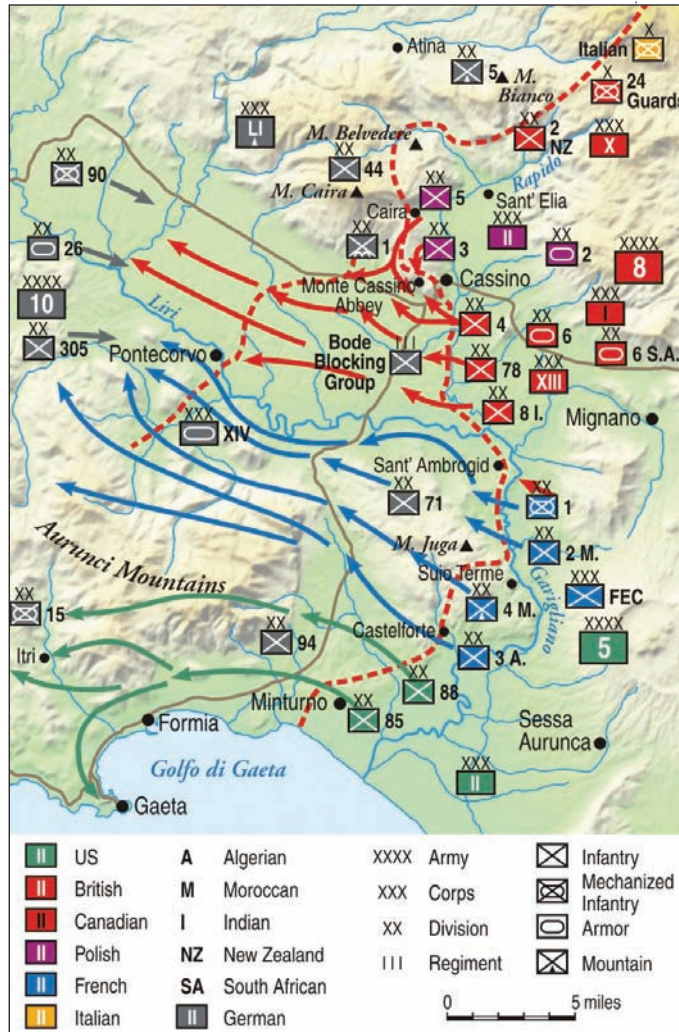 Atina
XX
5
M. Bianco
X
Italian
X
24 Guards
XXX
LI
M. Belvedere
XX
2 NZ
XXX
X
Rapido
XX
90
XX
44
M. Caira
XX
5
Sant' Elia
Caira
XX
1
XX
3
XXX
II
XX
2
XXXX
8
XX
26
Monte Cassino Abbey
Cassino
XXXX
10
Liri
XX
4
XX
6
XXX
I
XX
6 S.A.
XX
305
Pontecorvo
Bode Blocking Group
III
XX
78
XXX
XIII
XX
8 I.
Mignano
XXX
XIV
Sant' Ambrogid
XX
71
XX
1
M. Juga
XX
2 M.
Aurunci Mountains
Suio Terme
Garigliano
XXX
FEC
XX
4 M.
XXXX
5
XX
15
Itri
XX
94
Castelforte
XX
3 A.
XX
88
Minturno
XX
85
Formia
Sessa Aurunca
Golfo di Gaeta
XXX
II
Gaeta
II US
II British
II Canadian
II Polish
II French
II Italian
A Algerian
M Moroccan
I Indian
NZ New Zealand
SA South African
II German
XXXX Army
XXX Corps
XX Division
III Regiment
Infantry
Mechanized Infantry
Armor
Mountain
0 5 miles